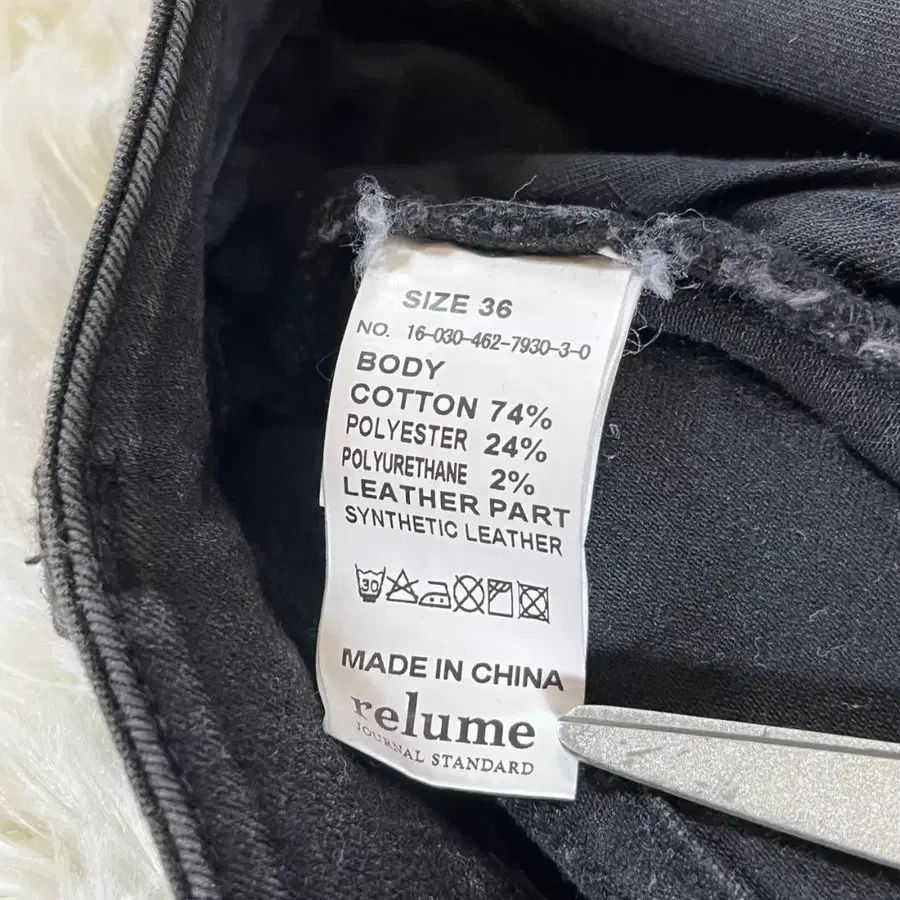 SIZE 36
NO. 16-030-462-7930-3-0
BODY
COTTON 74%
POLYESTER 24%
POLYURETHANE 2%
LEATHER PART
SYNTHETIC LEATHER
30
MADE IN CHINA
relume
JOURNAL STANDARD